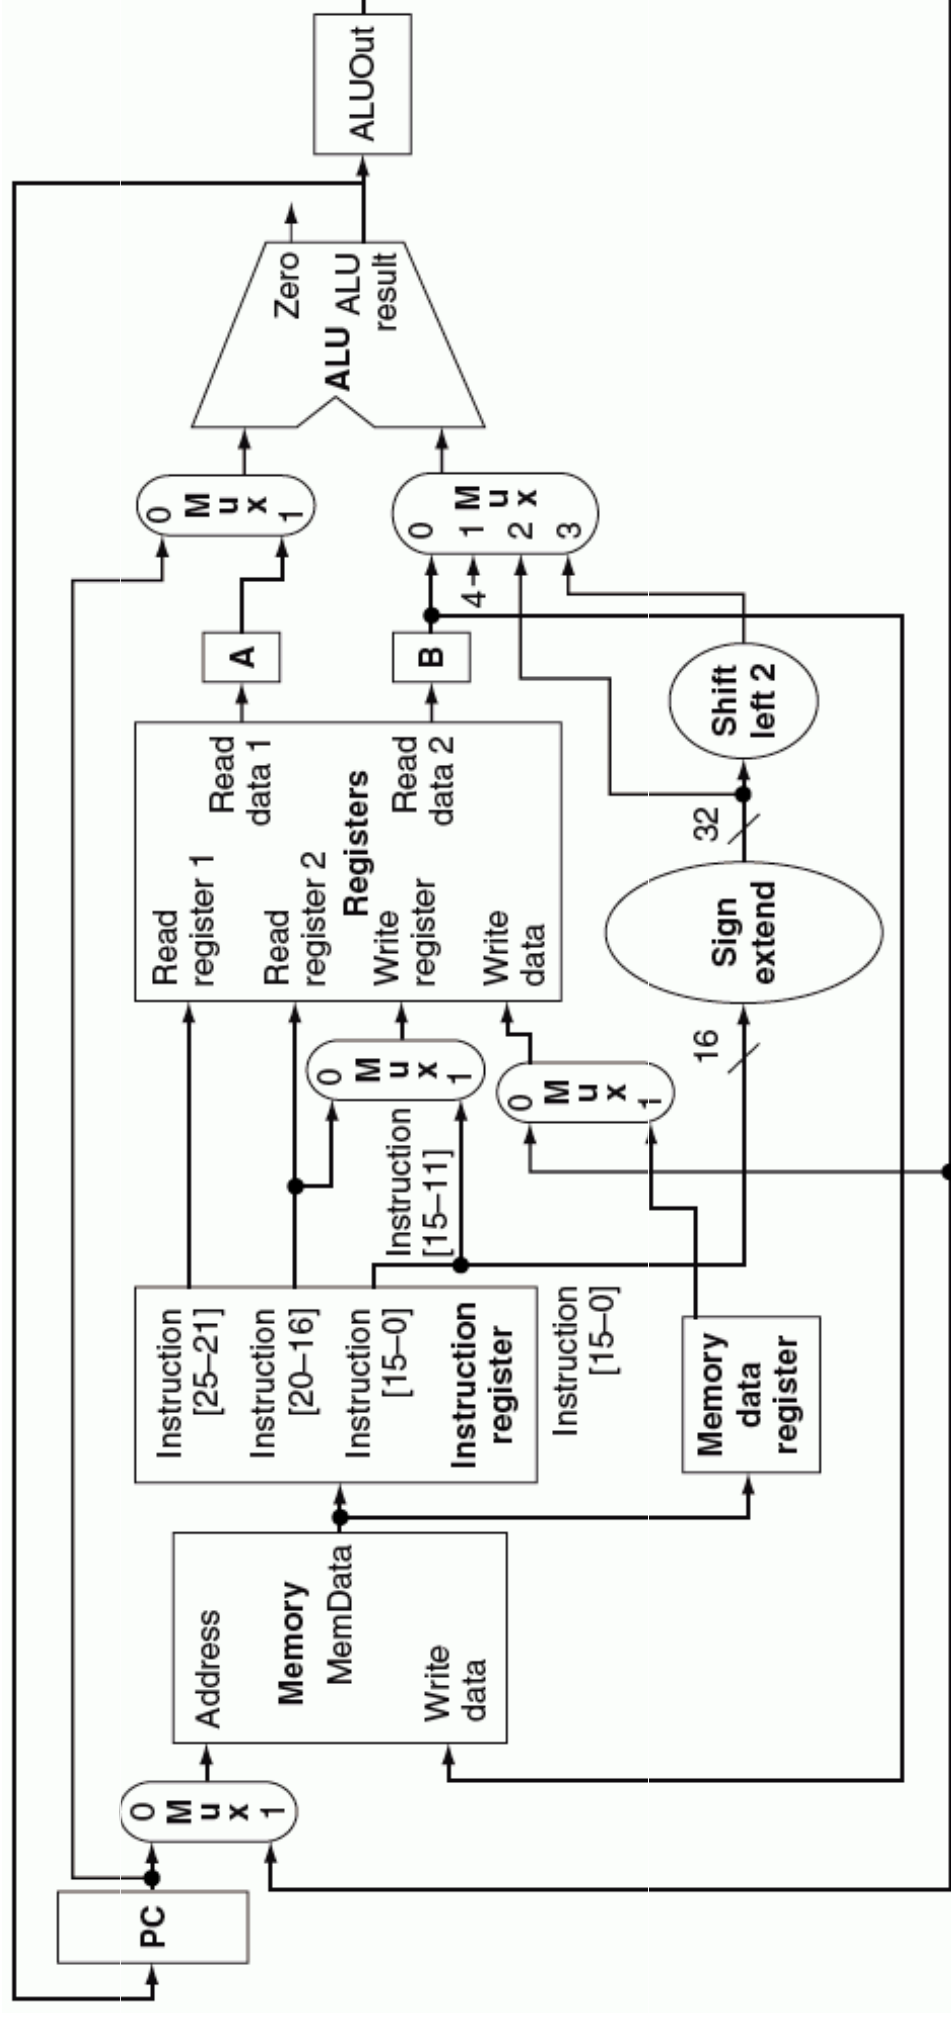 PC
0
M
u
x
1
Address
Memory
MemData
Write
data
Instruction
[25–21]
Instruction
[20–16]
Instruction
[15–0]
Instruction
register
Instruction
[15–0]
Memory
data
register
Instruction
[15–11]
0
M
u
x
1
0
M
u
x
1
16
Read
register 1
Read
register 2
Registers
Write
register
Write
data
Read
data 1
Read
data 2
Sign
extend
32
Shift
left 2
A
B
4
0
M
u
x
1
0
1
M
u
x
2
3
Zero
ALU
ALU
result
ALUOut